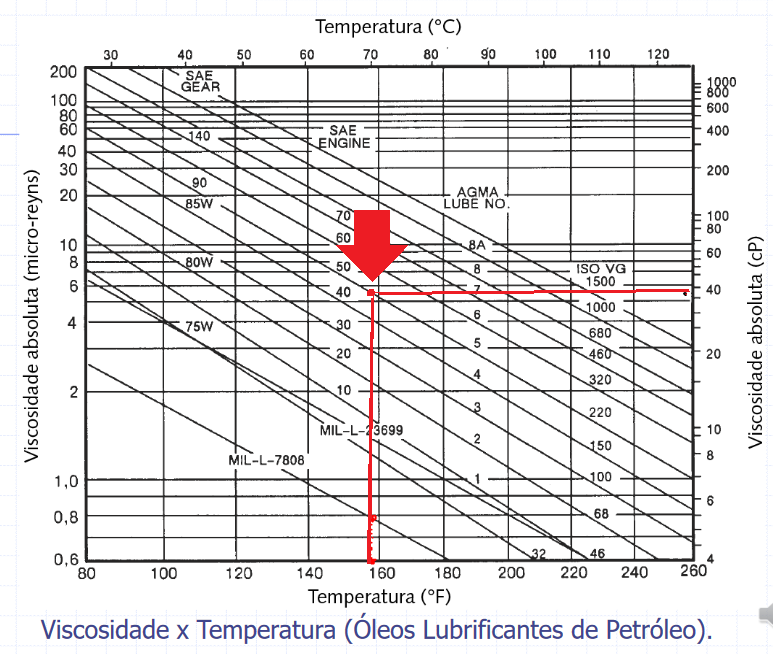 Temperatura (°C)
30 40 50 60 70 80 90 100 110 120
200
100
80
60
40
30
20
10
8
6
4
2
1,0
0,8
0,6
Viscosidade absoluta (micro-reyns)
SAE
GEAR
140
90
85W
80W
75W
SAE
ENGINE
70
60
50
40
30
20
10
AGMA
LUBE NO.
8A
8
7
6
5
4
3
2
1
ISO VG
1500
1000
680
460
320
220
150
100
68
46
32
MIL-L-23699
MIL-L-7808
1000
800
600
400
200
100
80
60
40
20
10
8
6
4
Viscosidade absoluta (cP)
80 100 120 140 160 180 200 220 240 260
Temperatura (°F)
Viscosidade x Temperatura (Óleos Lubrificantes de Petróleo).